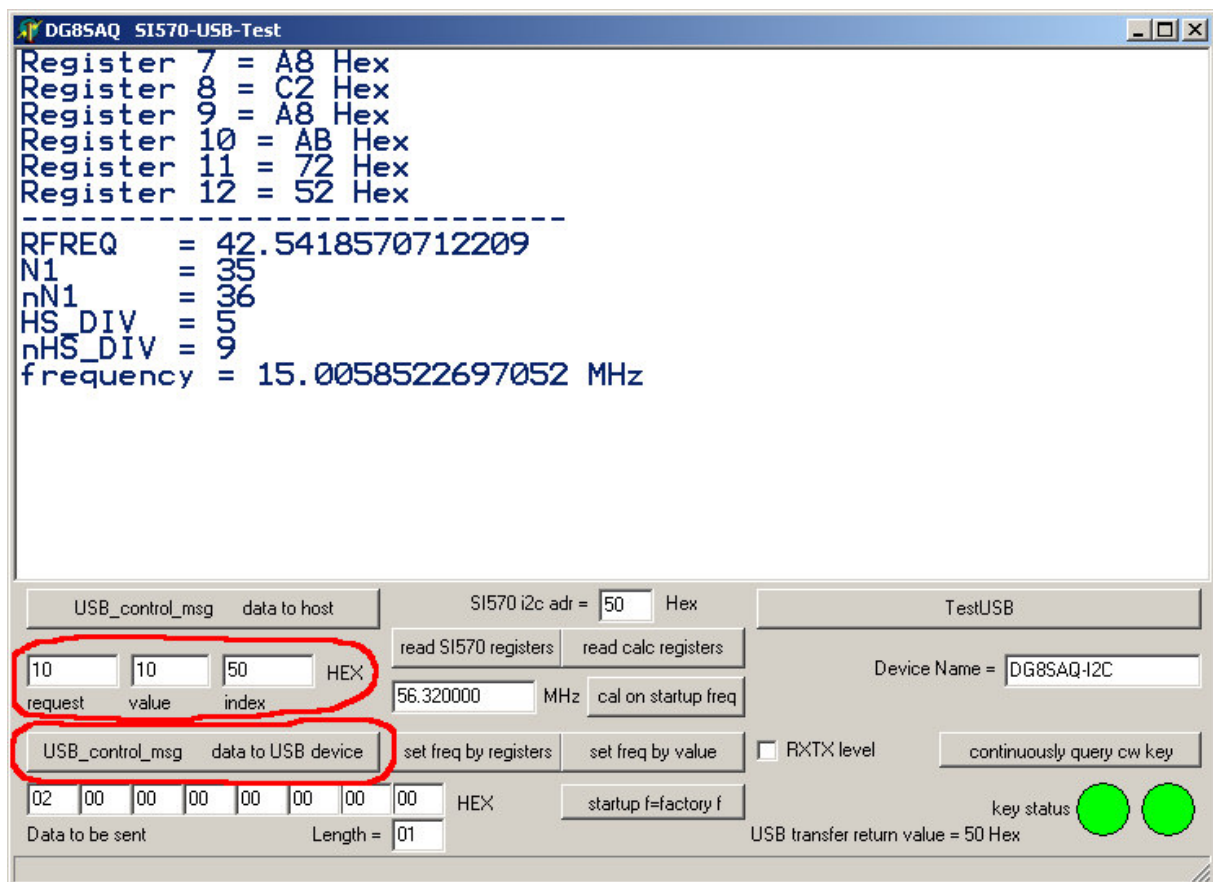 DG8SAQ SI570-USB-Test
Register 7 = A8 Hex
Register 8 = C2 Hex
Register 9 = A8 Hex
Register 10 = AB Hex
Register 11 = 72 Hex
Register 12 = 52 Hex
----------------------------
RFREQ = 42.5418570712209
N1 = 35
nN1 = 36
HS_DIV = 5
nHS_DIV = 9
frequency = 15.0058522697052 MHz
USB_control_msg data to host
SI570 i2c adr = 50 Hex
TestUSB
read SI570 registers read calc registers
10 10 50 HEX
request value index
Device Name = DG8SAQ-I2C
56.320000 MHz cal on startup freq
USB_control_msg data to USB device
set freq by registers set freq by value
RXTX level
continuously query cw key
02 00 00 00 00 00 00 00 HEX
startup f=factory f
key status
Data to be sent Length = 01
USB transfer return value = 50 Hex